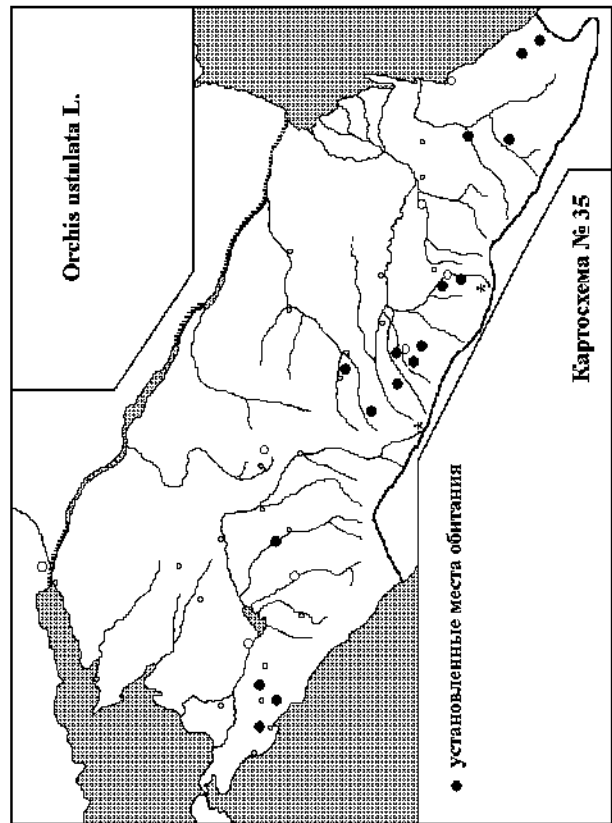 Orchis ustulata L.
Картосхема № 35
● установленные места обитания